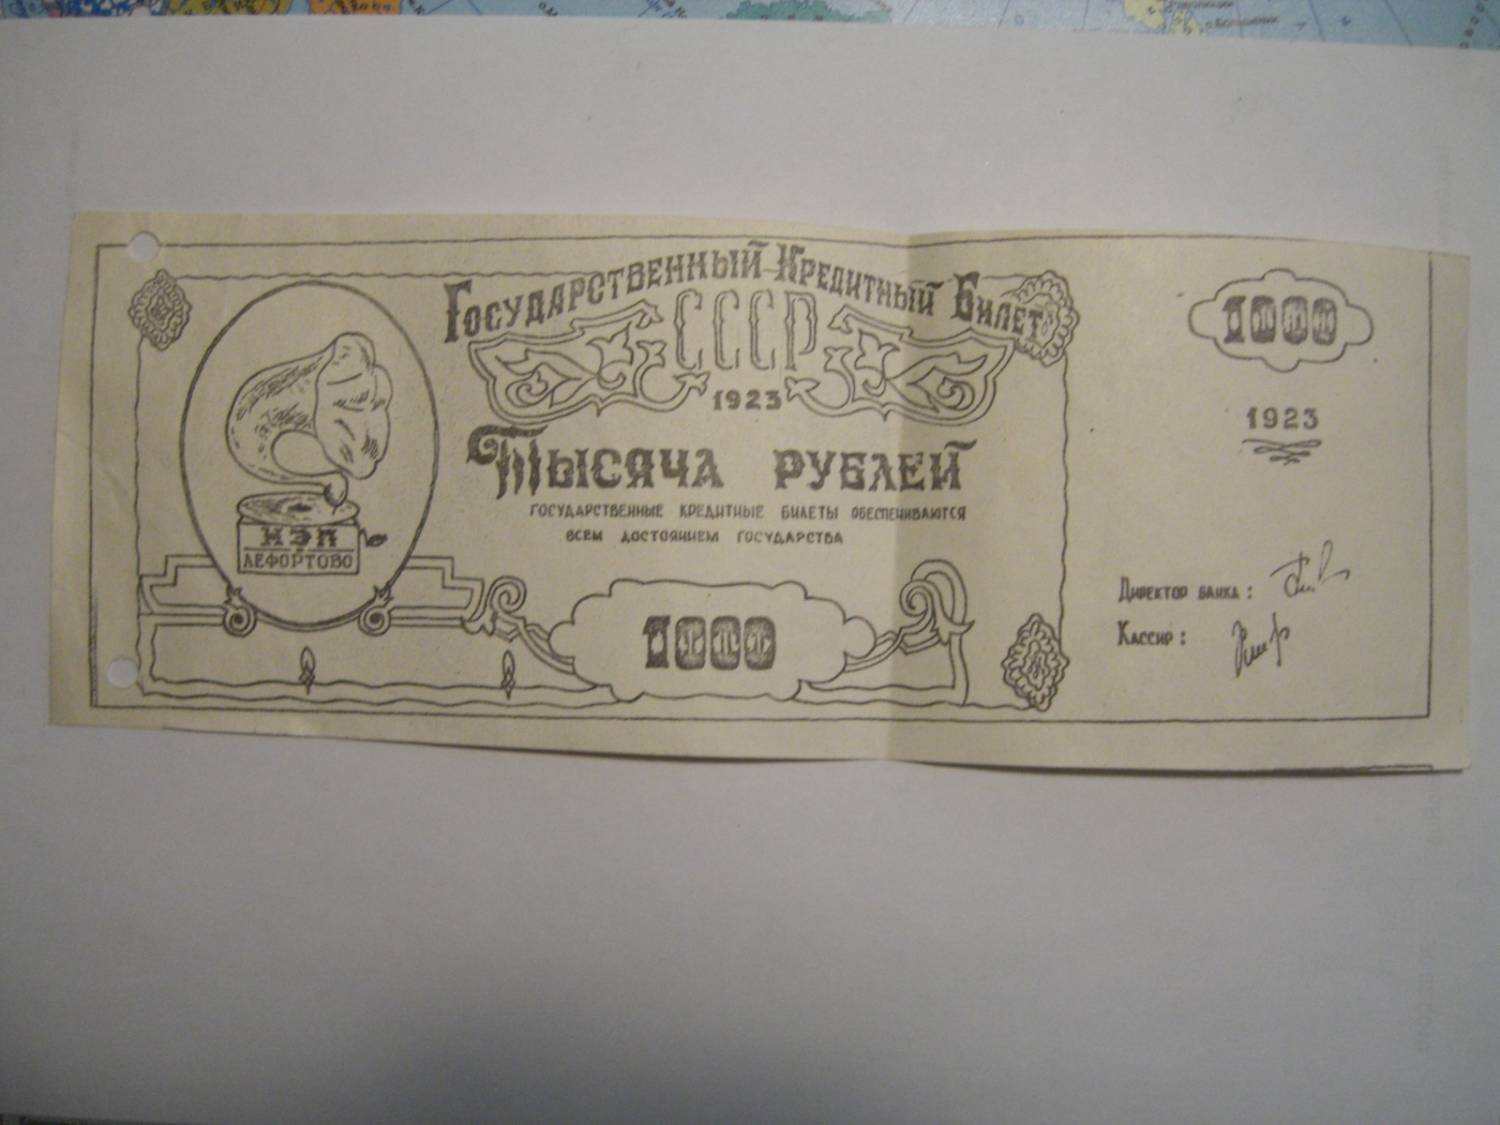 Государственный Кредитный Билет
СССР
1923
Тысяча рублей
государственные кредитные билеты обеспениваются
всем достоянием государства
НЭП
ЛЕФОРТОВО
1000
1000
1923
Директор банка:
Кассир: